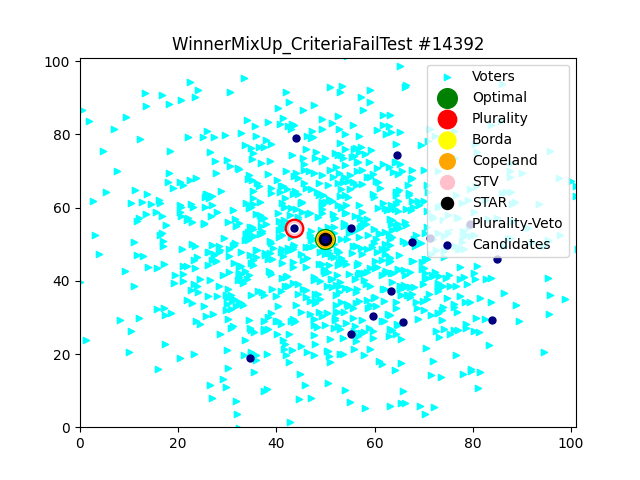 WinnerMixUp_CriteriaFailTest #14392
100
80
60
40
20
0
0
20
40
60
80
100
Voters
Optimal
Plurality
Borda
Copeland
STV
STAR
Plurality-Veto
Candidates